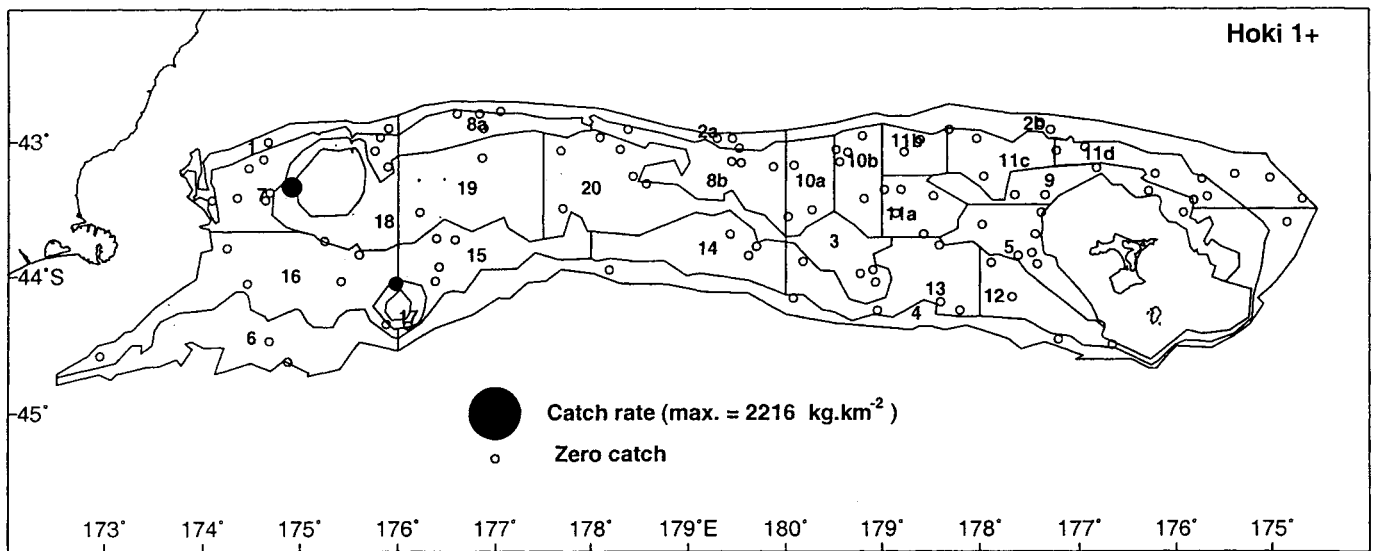 Hoki 1+
43°
44°S
45°
1
2a
2b
3
4
5
6
7
8a
8b
9
10a
10b
11a
11b
11c
11d
12
13
14
15
16
17
18
19
20
Catch rate (max. = 2216 kg.km-2 )
Zero catch
173° 174° 175° 176° 177° 178° 179°E 180° 179° 178° 177° 176° 175°